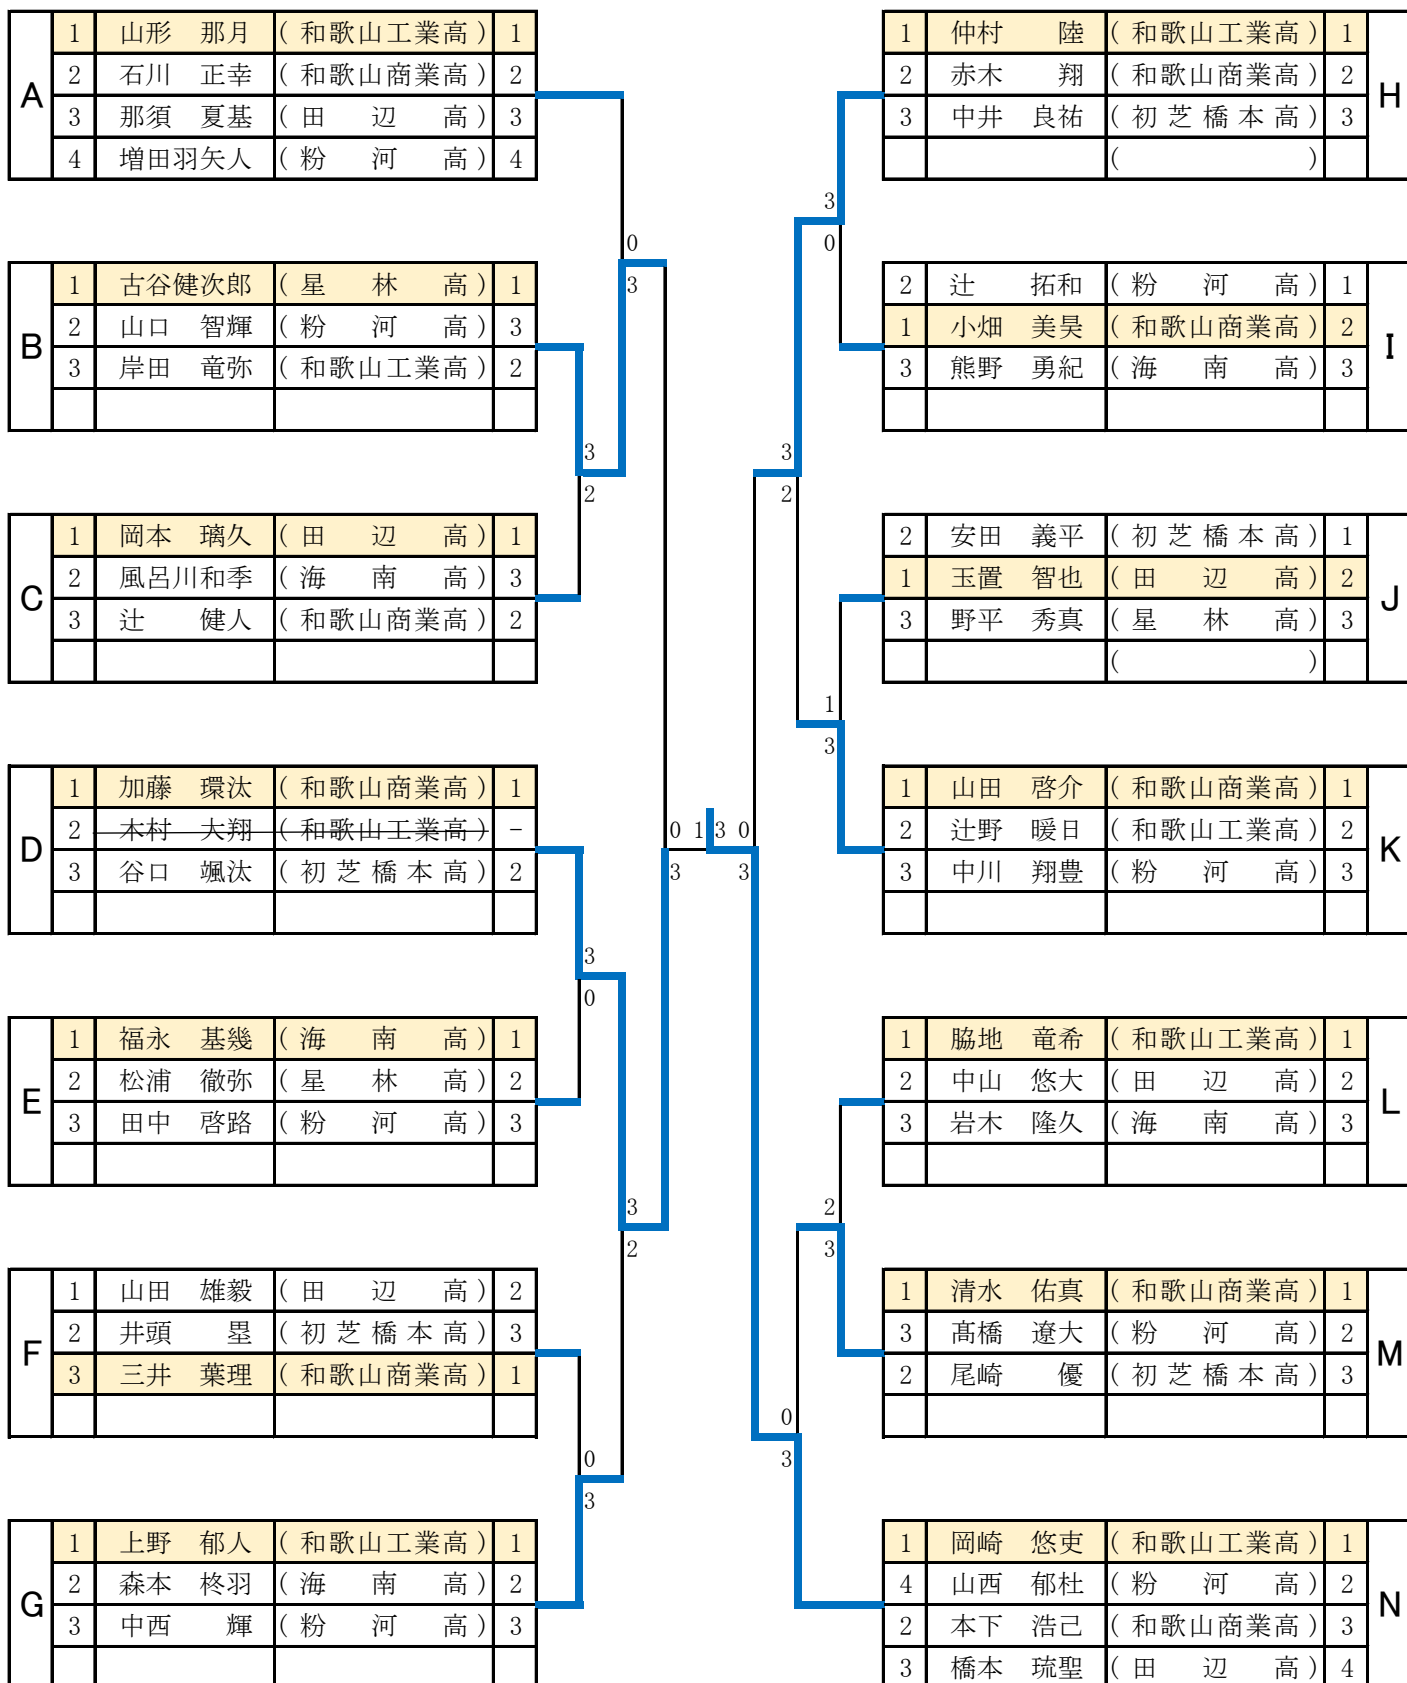 A
1 山形 那月 (和歌山工業高) 1
2 石川 正幸 (和歌山商業高) 2
3 那須 夏基 (田辺高) 3
4 増田羽矢人 (粉河高) 4
0
3
B
1 古谷健次郎 (星林高) 1
2 山口 智輝 (粉河高) 3
3 岸田 竜弥 (和歌山工業高) 2
3
2
C
1 岡本 璃久 (田辺高) 1
2 風呂川和季 (海南高) 3
3 辻 健人 (和歌山商業高) 2
D
1 加藤 環汰 (和歌山商業高) 1
2 木村 大翔 (和歌山工業高) -
3 谷口 颯汰 (初芝橋本高) 2
3
0
E
1 福永 基幾 (海南高) 1
2 松浦 徹弥 (星林高) 2
3 田中 啓路 (粉河高) 3
3
2
F
1 山田 雄毅 (田辺高) 2
2 井頭 塁 (初芝橋本高) 3
3 三井 葉理 (和歌山商業高) 1
0
3
G
1 上野 郁人 (和歌山工業高) 1
2 森本 柊羽 (海南高) 2
3 中西 輝 (粉河高) 3
0 1 3 0
3 3
H
1 仲村 陸 (和歌山工業高) 1
2 赤木 翔 (和歌山商業高) 2
3 中井 良祐 (初芝橋本高) 3
( )
3
0
I
2 辻 拓和 (粉河高) 1
1 小畑 美昊 (和歌山商業高) 2
3 熊野 勇紀 (海南高) 3
3
2
J
2 安田 義平 (初芝橋本高) 1
1 玉置 智也 (田辺高) 2
3 野平 秀真 (星林高) 3
( )
1
3
K
1 山田 啓介 (和歌山商業高) 1
2 辻野 暖日 (和歌山工業高) 2
3 中川 翔豊 (粉河高) 3
L
1 脇地 竜希 (和歌山工業高) 1
2 中山 悠大 (田辺高) 2
3 岩木 隆久 (海南高) 3
2
3
M
1 清水 佑真 (和歌山商業高) 1
3 髙橋 遼大 (粉河高) 2
2 尾崎 優 (初芝橋本高) 3
0
3
N
1 岡崎 悠吏 (和歌山工業高) 1
4 山西 郁杜 (粉河高) 2
2 本下 浩己 (和歌山商業高) 3
3 橋本 琉聖 (田辺高) 4